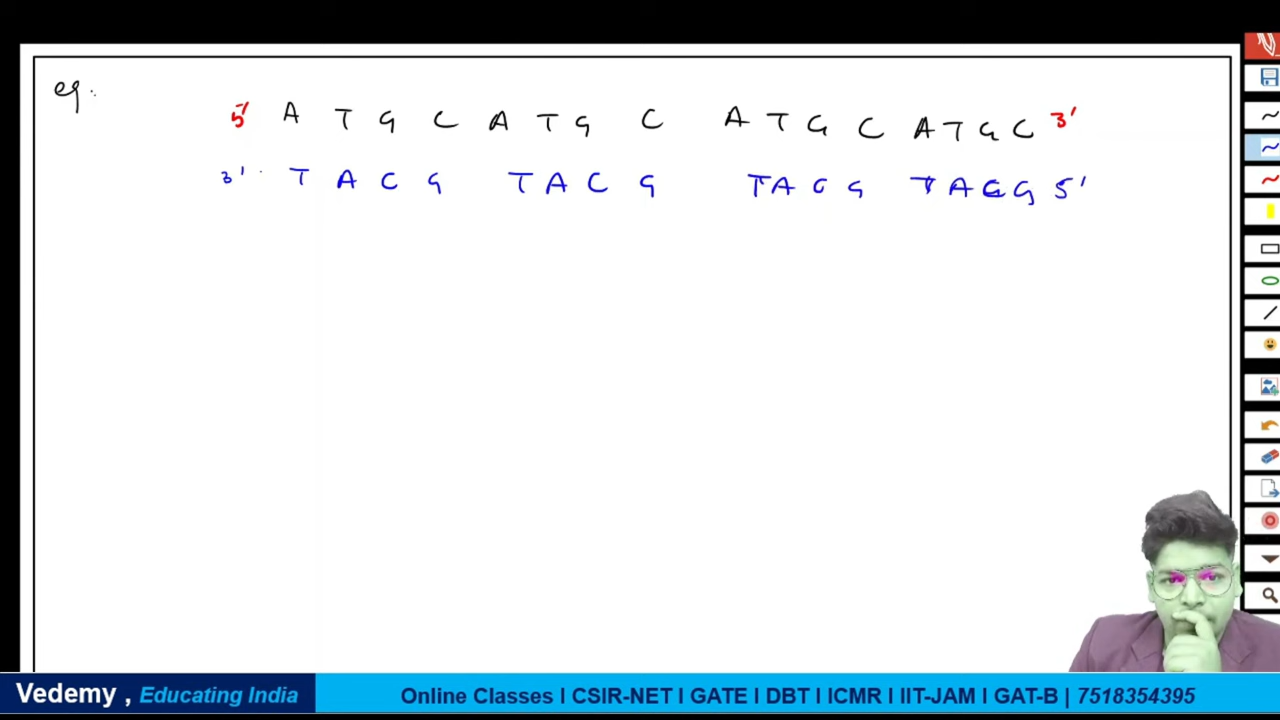 eg.
5' A T G C A T G C A T G C A T G C 3'
3' T A C G T A C G T A C G T A C G 5'
Vedemy , Educating India
Online Classes I CSIR-NET I GATE I DBT I ICMR I IIT-JAM I GAT-B | 7518354395